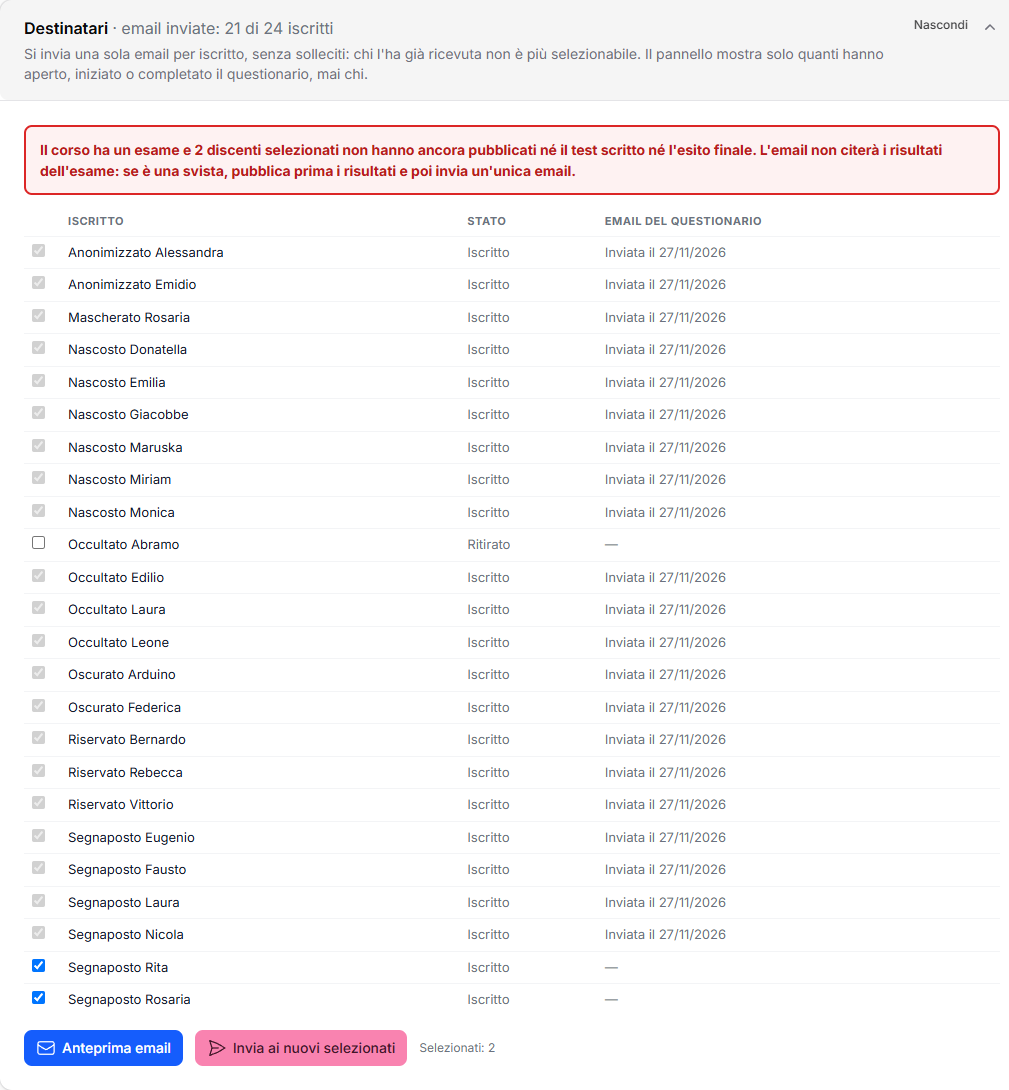 Destinatari · email inviate: 21 di 24 iscritti
Nascondi
Si invia una sola email per iscritto, senza solleciti: chi l'ha già ricevuta non è più selezionabile. Il pannello mostra solo quanti hanno
aperto, iniziato o completato il questionario, mai chi.
Il corso ha un esame e 2 discenti selezionati non hanno ancora pubblicati né il test scritto né l'esito finale. L'email non citerà i risultati
dell'esame: se è una svista, pubblica prima i risultati e poi invia un'unica email.
ISCRITTO STATO EMAIL DEL QUESTIONARIO
Anonimizzato Alessandra Iscritto Inviata il 27/11/2026
Anonimizzato Emidio Iscritto Inviata il 27/11/2026
Mascherato Rosaria Iscritto Inviata il 27/11/2026
Nascosto Donatella Iscritto Inviata il 27/11/2026
Nascosto Emilia Iscritto Inviata il 27/11/2026
Nascosto Giacobbe Iscritto Inviata il 27/11/2026
Nascosto Maruska Iscritto Inviata il 27/11/2026
Nascosto Miriam Iscritto Inviata il 27/11/2026
Nascosto Monica Iscritto Inviata il 27/11/2026
Occultato Abramo Ritirato —
Occultato Edilio Iscritto Inviata il 27/11/2026
Occultato Laura Iscritto Inviata il 27/11/2026
Occultato Leone Iscritto Inviata il 27/11/2026
Oscurato Arduino Iscritto Inviata il 27/11/2026
Oscurato Federica Iscritto Inviata il 27/11/2026
Riservato Bernardo Iscritto Inviata il 27/11/2026
Riservato Rebecca Iscritto Inviata il 27/11/2026
Riservato Vittorio Iscritto Inviata il 27/11/2026
Segnaposto Eugenio Iscritto Inviata il 27/11/2026
Segnaposto Fausto Iscritto Inviata il 27/11/2026
Segnaposto Laura Iscritto Inviata il 27/11/2026
Segnaposto Nicola Iscritto Inviata il 27/11/2026
Segnaposto Rita Iscritto —
Segnaposto Rosaria Iscritto —
Anteprima email Invia ai nuovi selezionati Selezionati: 2